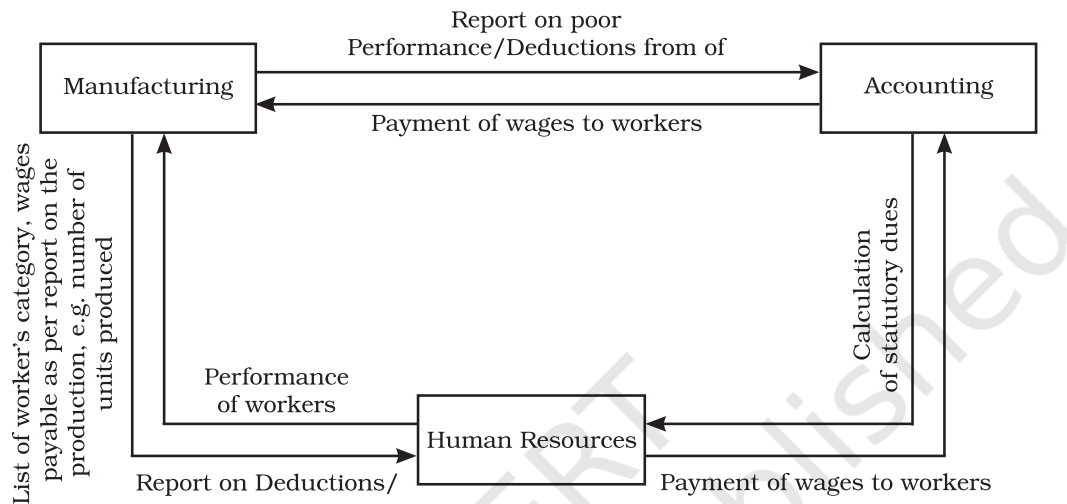 Report on poor
Performance/Deductions from of
Manufacturing
Accounting
Payment of wages to workers
List of worker's category, wages
payable as per report on the
production, e.g. number of
units produced
Calculation
of statutory dues
Performance
of workers
Human Resources
Report on Deductions/
Payment of wages to workers